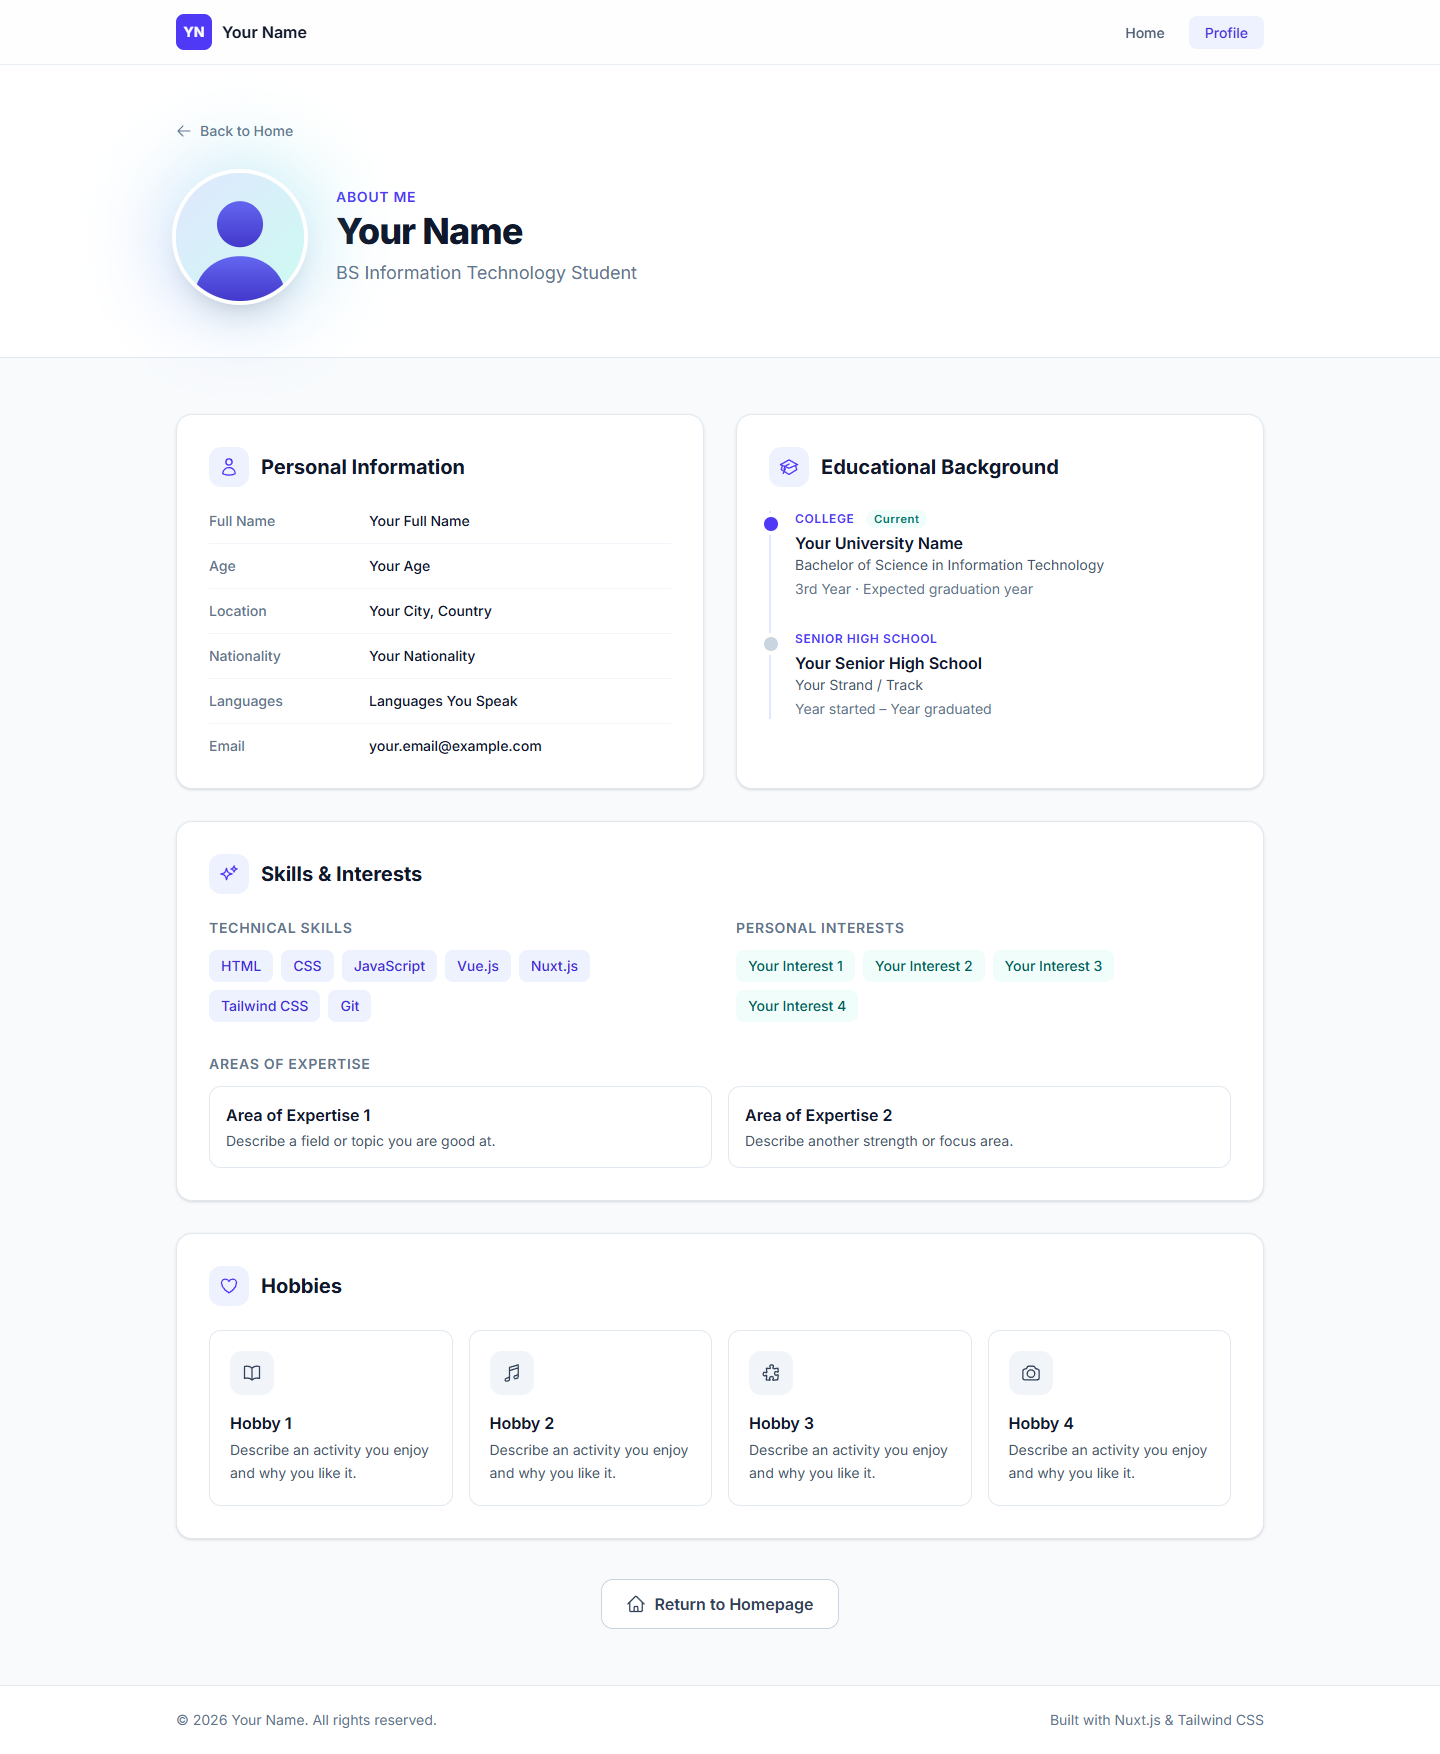 YN Your Name
Home
Profile
Back to Home
ABOUT ME
Your Name
BS Information Technology Student
Personal Information
Full Name Your Full Name
Age Your Age
Location Your City, Country
Nationality Your Nationality
Languages Languages You Speak
Email your.email@example.com
Educational Background
COLLEGE Current
Your University Name
Bachelor of Science in Information Technology
3rd Year · Expected graduation year
SENIOR HIGH SCHOOL
Your Senior High School
Your Strand / Track
Year started – Year graduated
Skills & Interests
TECHNICAL SKILLS
HTML CSS JavaScript Vue.js Nuxt.js
Tailwind CSS Git
PERSONAL INTERESTS
Your Interest 1 Your Interest 2 Your Interest 3
Your Interest 4
AREAS OF EXPERTISE
Area of Expertise 1
Describe a field or topic you are good at.
Area of Expertise 2
Describe another strength or focus area.
Hobbies
Hobby 1
Describe an activity you enjoy
and why you like it.
Hobby 2
Describe an activity you enjoy
and why you like it.
Hobby 3
Describe an activity you enjoy
and why you like it.
Hobby 4
Describe an activity you enjoy
and why you like it.
Return to Homepage
© 2026 Your Name. All rights reserved.
Built with Nuxt.js & Tailwind CSS